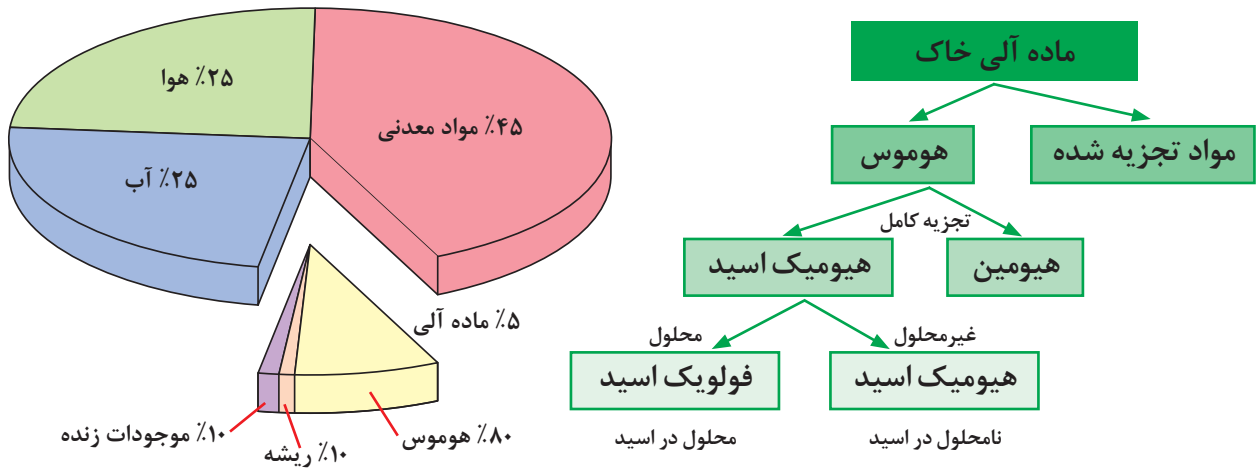 ماده آلی خاک
مواد تجزیه شده
هوموس
تجزیه کامل
هیومین
هیومیک اسید
غیرمحلول
محلول
هیومیک اسید
فولویک اسید
نامحلول در اسید
محلول در اسید
۴۵٪ مواد معدنی
۲۵٪ هوا
۲۵٪ آب
۵٪ ماده آلی
۸۰٪ هوموس
۱۰٪ ریشه
۱۰٪ موجودات زنده